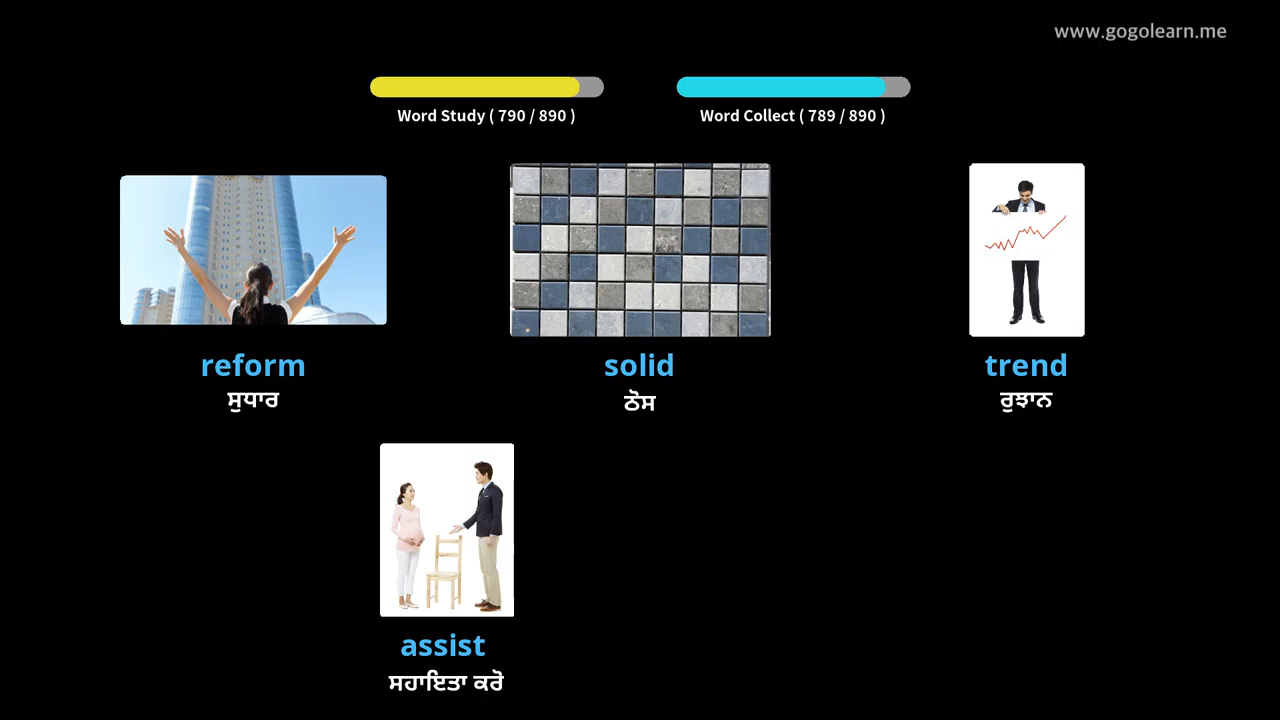 www.gogolearn.me
Word Study ( 790 / 890 )
Word Collect ( 789 / 890 )
reform
ਸੁਧਾਰ
solid
ਠੋਸ
trend
ਰੁਝਾਨ
assist
ਸਹਾਇਤਾ ਕਰੋ